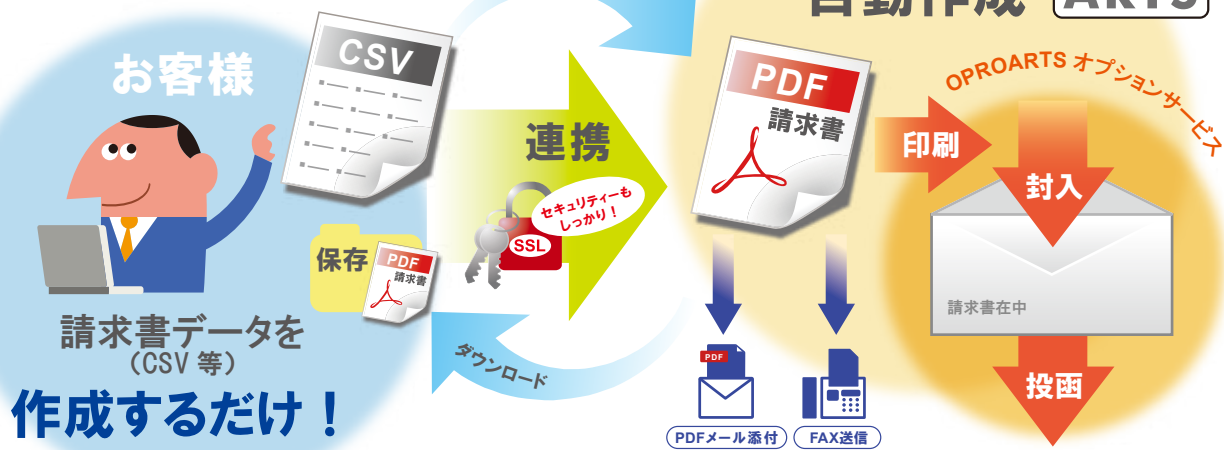 お客様
CSV
保存
PDF
請求書
請求書データを
(CSV 等)
作成するだけ！
連携
セキュリティーも
しっかり！
SSL
ダウンロード
自動作成 ARTS
PDF
請求書
PDF
PDFメール添付
FAX送信
OPROARTS オプションサービス
印刷
封入
請求書在中
投函